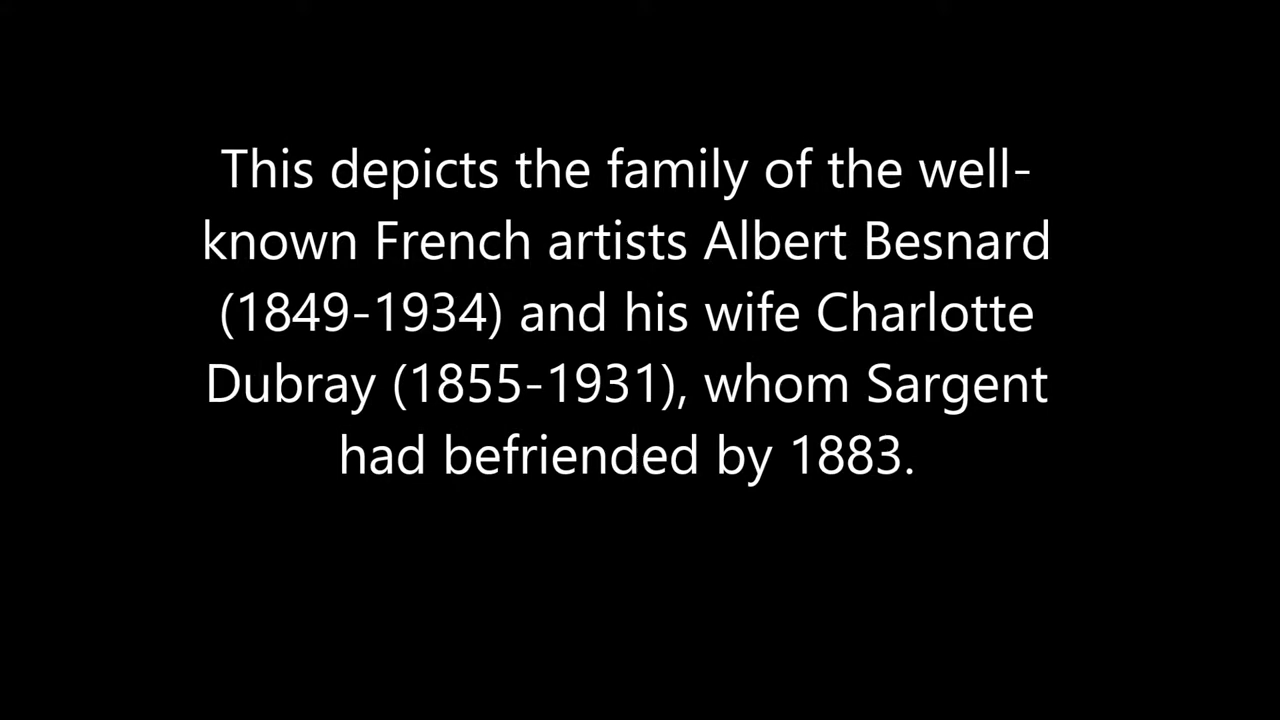 This depicts the family of the well-
known French artists Albert Besnard
(1849-1934) and his wife Charlotte
Dubray (1855-1931), whom Sargent
had befriended by 1883.